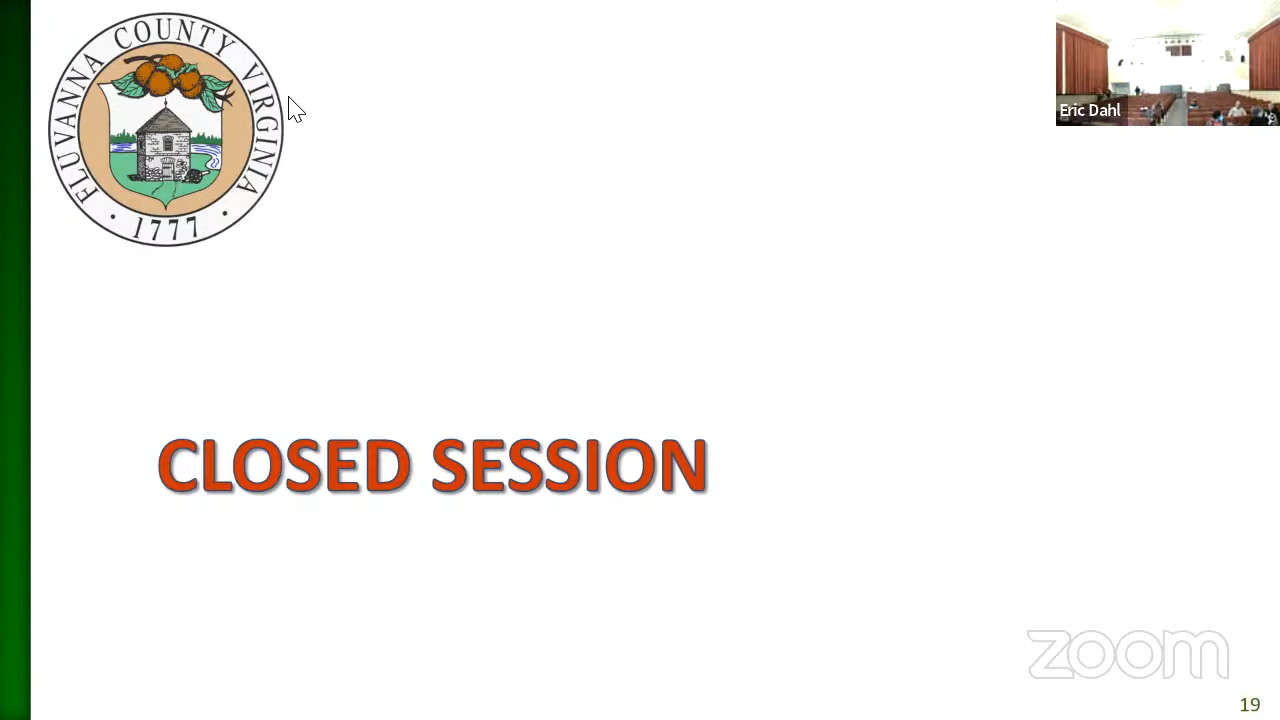 FLUVANNA COUNTY VIRGINIA
· 1777 ·
Eric Dahl
CLOSED SESSION
zoom
19